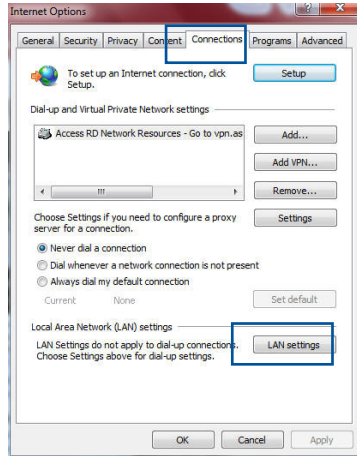 Internet Options
General Security Privacy Content Connections Programs Advanced
To set up an Internet connection, click
Setup.
Setup
Dial-up and Virtual Private Network settings
Access RD Network Resources - Go to vpn.as
Add...
Add VPN...
Remove...
Choose Settings if you need to configure a proxy
server for a connection.
Settings
Never dial a connection
Dial whenever a network connection is not present
Always dial my default connection
Current None
Set default
Local Area Network (LAN) settings
LAN Settings do not apply to dial-up connections.
Choose Settings above for dial-up settings.
LAN settings
OK Cancel Apply